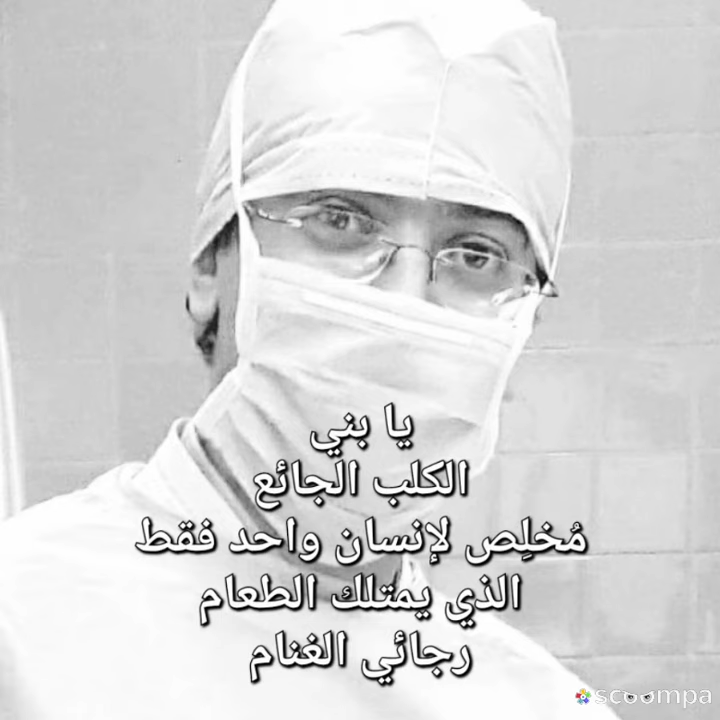 يا بني
الكلب الجائع
مُخلِص لإنسان واحد فقط
الذي يمتلك الطعام
رجائي الغنام
scoompa